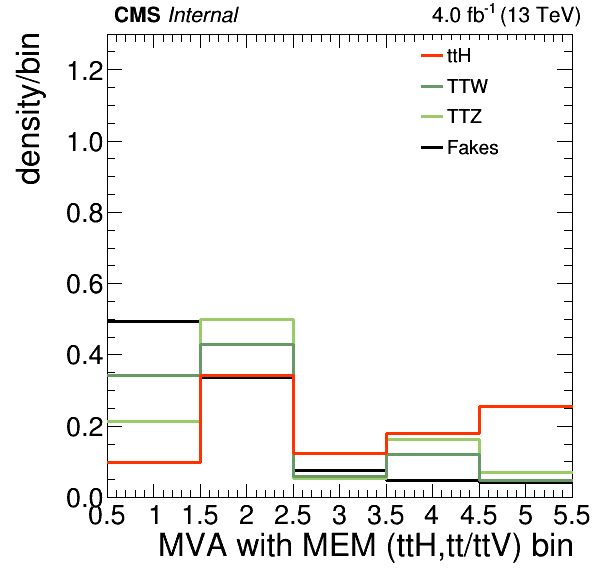 CMS Internal
4.0 fb-1 (13 TeV)
density/bin
ttH
TTW
TTZ
Fakes
1.2
1.0
0.8
0.6
0.4
0.2
0.0
0.5 1 1.5 2 2.5 3 3.5 4 4.5 5 5.5
MVA with MEM (ttH,tt/ttV) bin